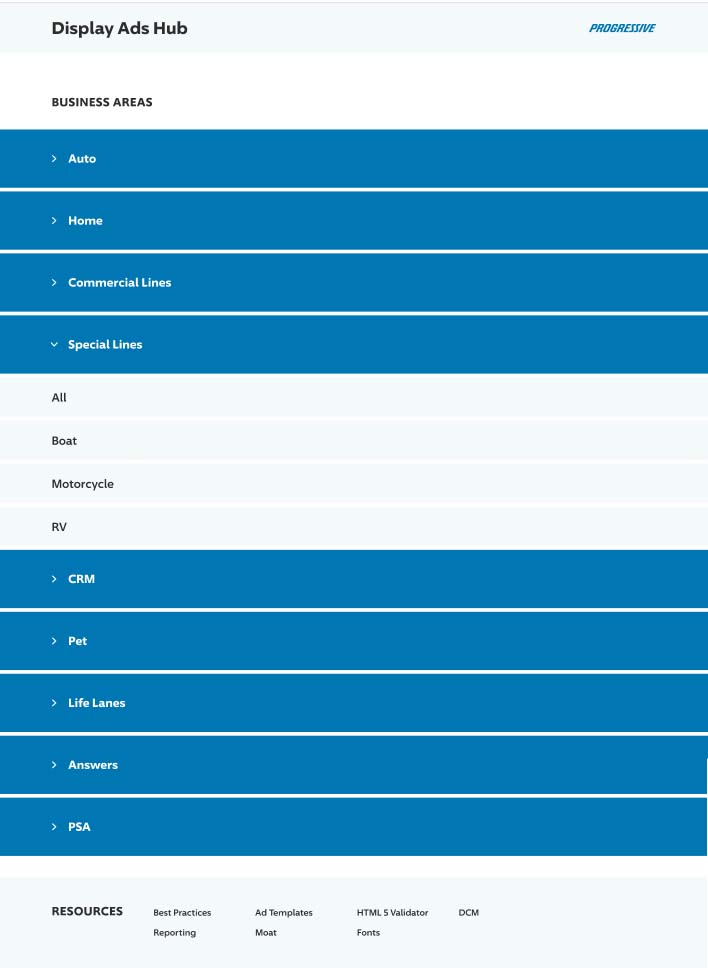 Display Ads Hub
PROGRESSIVE
BUSINESS AREAS
Auto
Home
Commercial Lines
Special Lines
All
Boat
Motorcycle
RV
CRM
Pet
Life Lanes
Answers
PSA
RESOURCES Best Practices Ad Templates HTML 5 Validator DCM
Reporting Moat Fonts